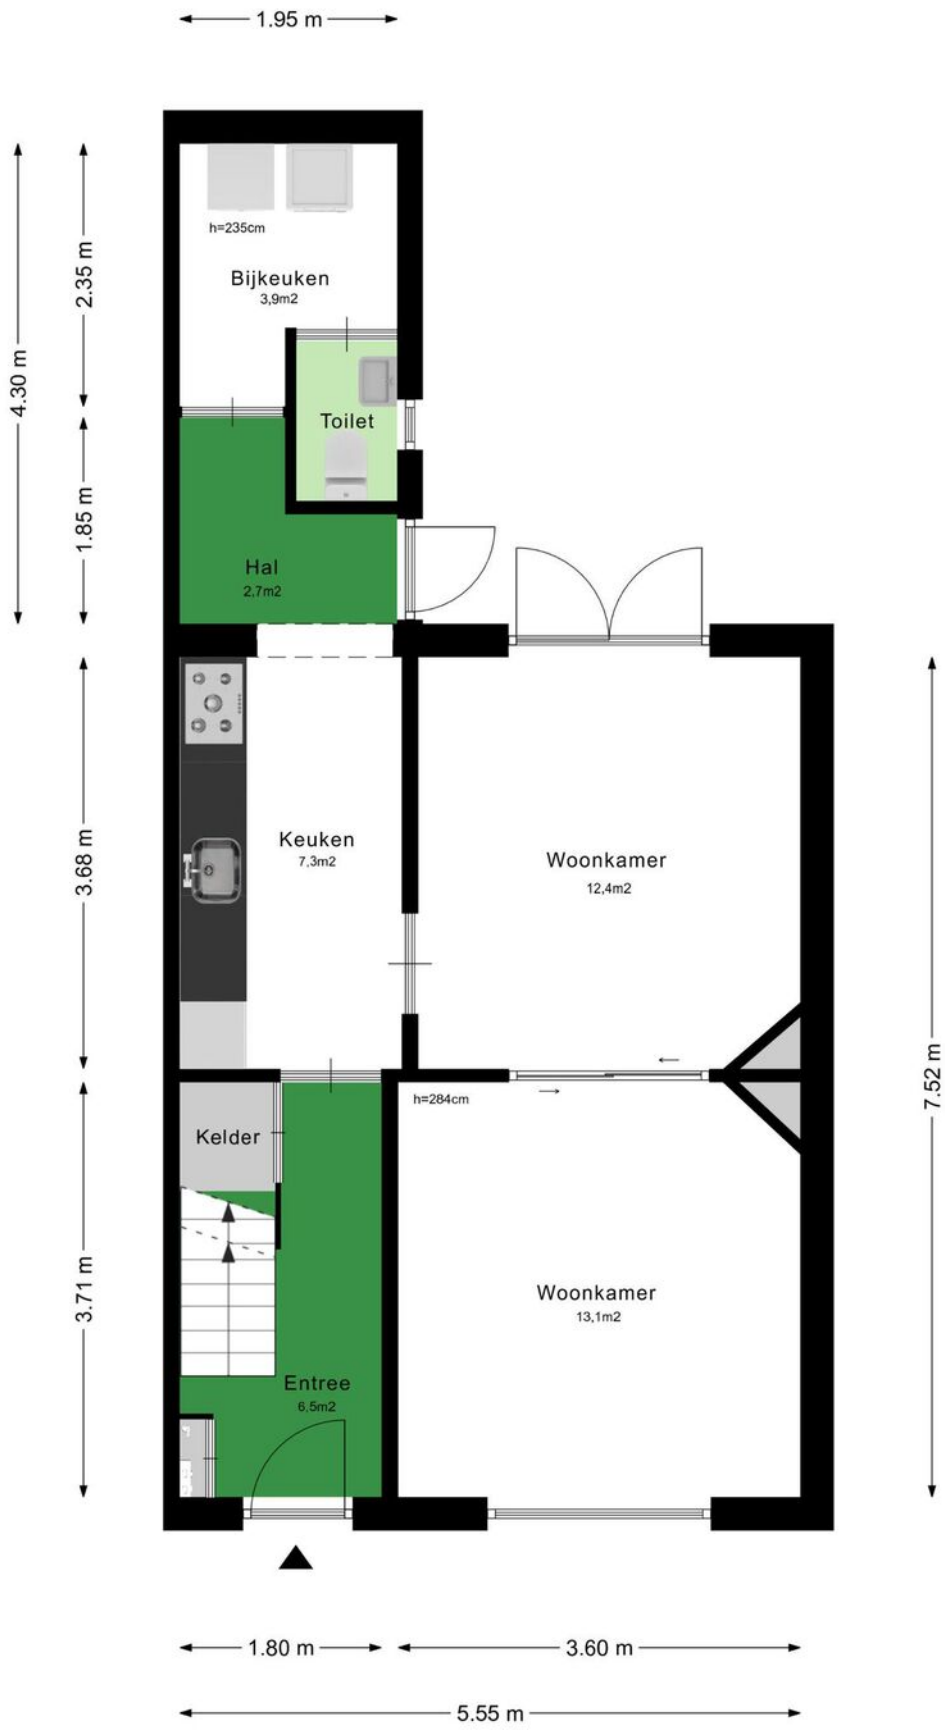 1.95 m
h=235cm
Bijkeuken
3,9m2
2.35 m
4.30 m
Toilet
1.85 m
Hal
2,7m2
3.68 m
Keuken
7,3m2
Woonkamer
12,4m2
7.52 m
h=284cm
Kelder
3.71 m
Woonkamer
13,1m2
Entree
6,5m2
1.80 m
3.60 m
5.55 m